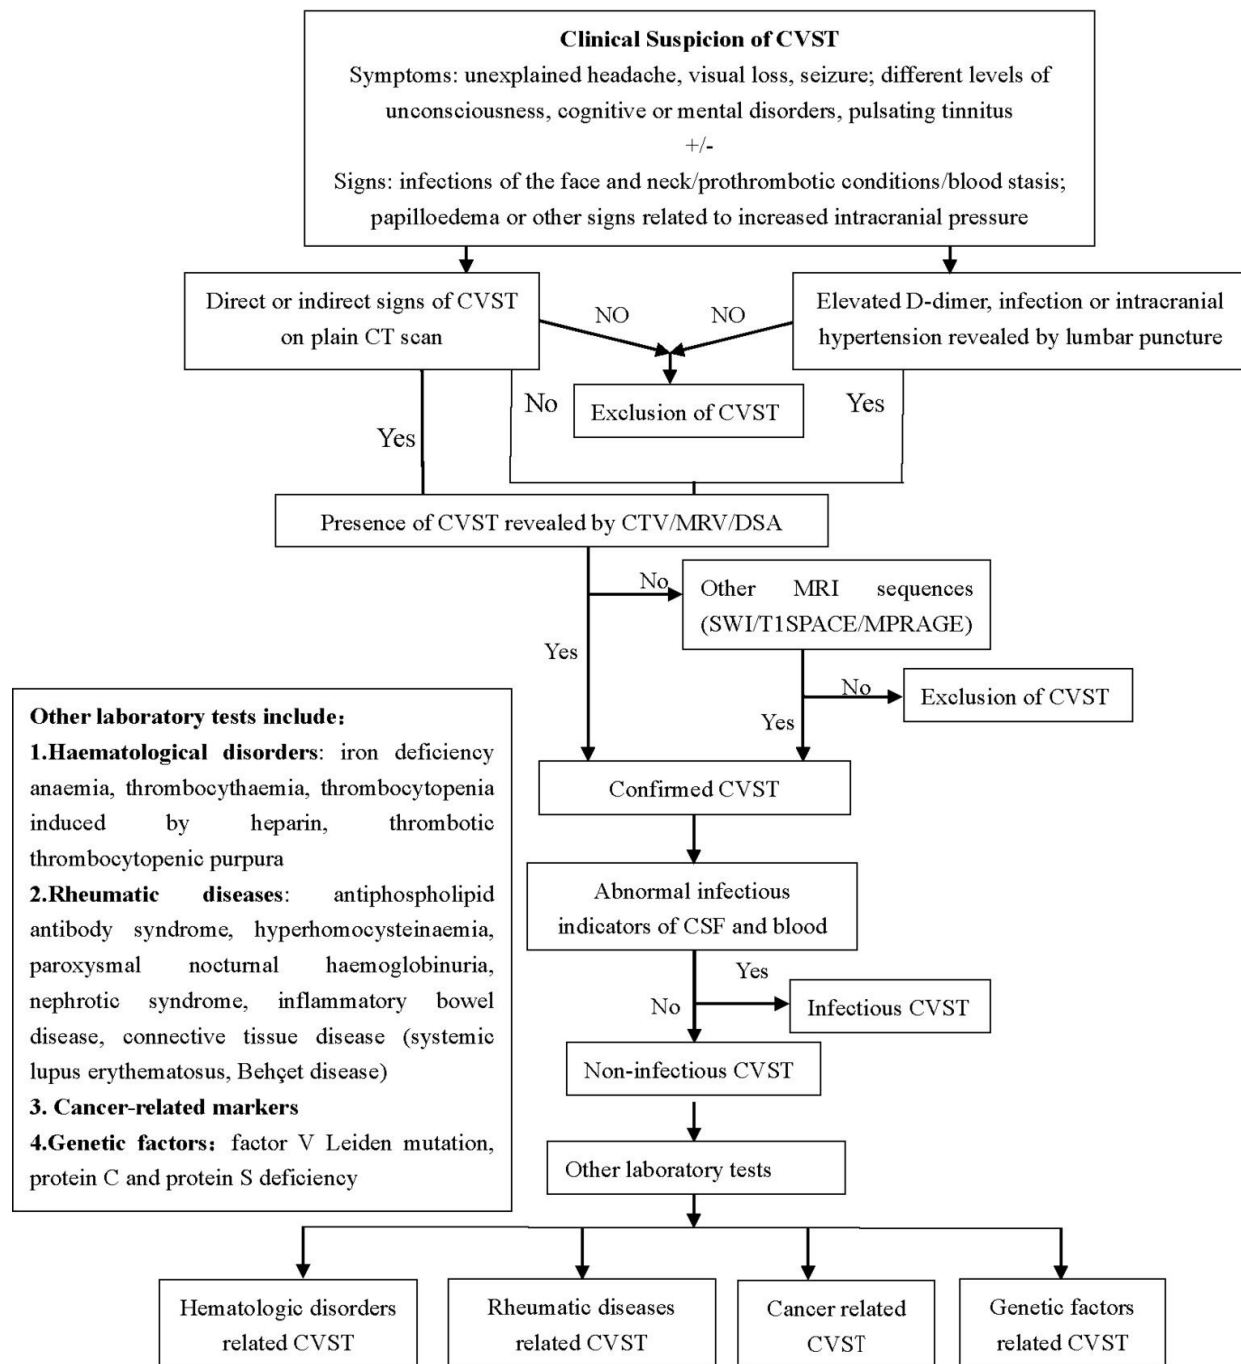 Clinical Suspicion of CVST
Symptoms: unexplained headache, visual loss, seizure; different levels of
unconsciousness, cognitive or mental disorders, pulsating tinnitus
+/-
Signs: infections of the face and neck/prothrombotic conditions/blood stasis;
papilloedema or other signs related to increased intracranial pressure
Direct or indirect signs of CVST
on plain CT scan
NO
NO
Elevated D-dimer, infection or intracranial
hypertension revealed by lumbar puncture
No
Exclusion of CVST
Yes
Yes
Presence of CVST revealed by CTV/MRV/DSA
No
Other MRI sequences
(SWI/T1SPACE/MPRAGE)
Yes
No
Exclusion of CVST
Yes
Confirmed CVST
Abnormal infectious
indicators of CSF and blood
Yes
No
Infectious CVST
Non-infectious CVST
Other laboratory tests
Other laboratory tests include：
1.Haematological disorders: iron deficiency
anaemia, thrombocythaemia, thrombocytopenia
induced by heparin, thrombotic
thrombocytopenic purpura
2.Rheumatic diseases: antiphospholipid
antibody syndrome, hyperhomocysteinaemia,
paroxysmal nocturnal haemoglobinuria,
nephrotic syndrome, inflammatory bowel
disease, connective tissue disease (systemic
lupus erythematosus, Behçet disease)
3. Cancer-related markers
4.Genetic factors：factor V Leiden mutation,
protein C and protein S deficiency
Hematologic disorders
related CVST
Rheumatic diseases
related CVST
Cancer related
CVST
Genetic factors
related CVST